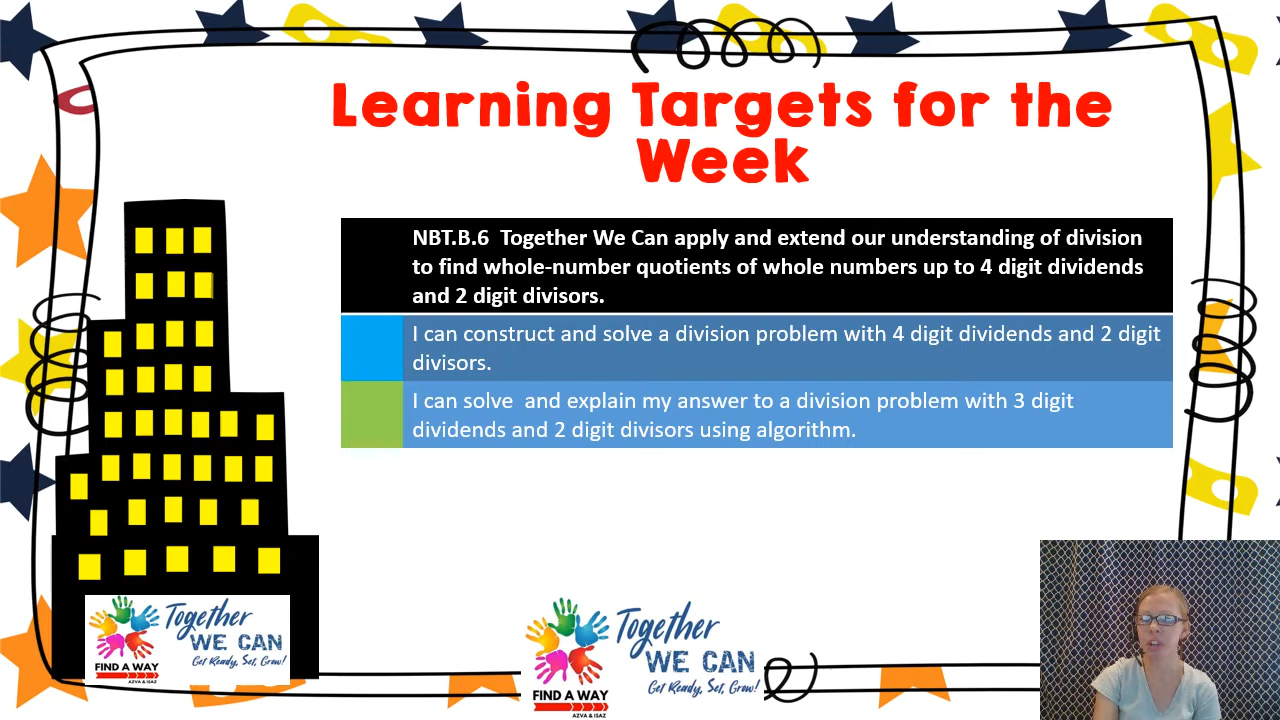 Learning Targets for the
Week
NBT.B.6  Together We Can apply and extend our understanding of division
to find whole-number quotients of whole numbers up to 4 digit dividends
and 2 digit divisors.
I can construct and solve a division problem with 4 digit dividends and 2 digit
divisors.
I can solve  and explain my answer to a division problem with 3 digit
dividends and 2 digit divisors using algorithm.
Together
WE CAN
Get Ready, Set, Grow!
FIND A WAY
AZVA & ISAZ
Together
WE CAN
Get Ready, Set, Grow!
FIND A WAY
AZVA & ISAZ